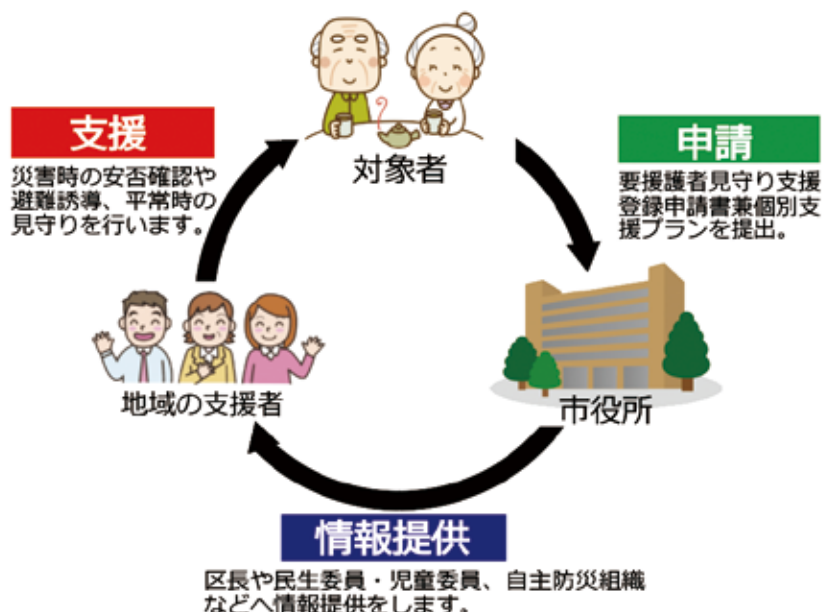 対象者
申請
要援護者見守り支援
登録申請書兼個別支
援プランを提出。
市役所
情報提供
区長や民生委員・児童委員、自主防災組織
などへ情報提供をします。
地域の支援者
支援
災害時の安否確認や
避難誘導、平常時の
見守りを行います。